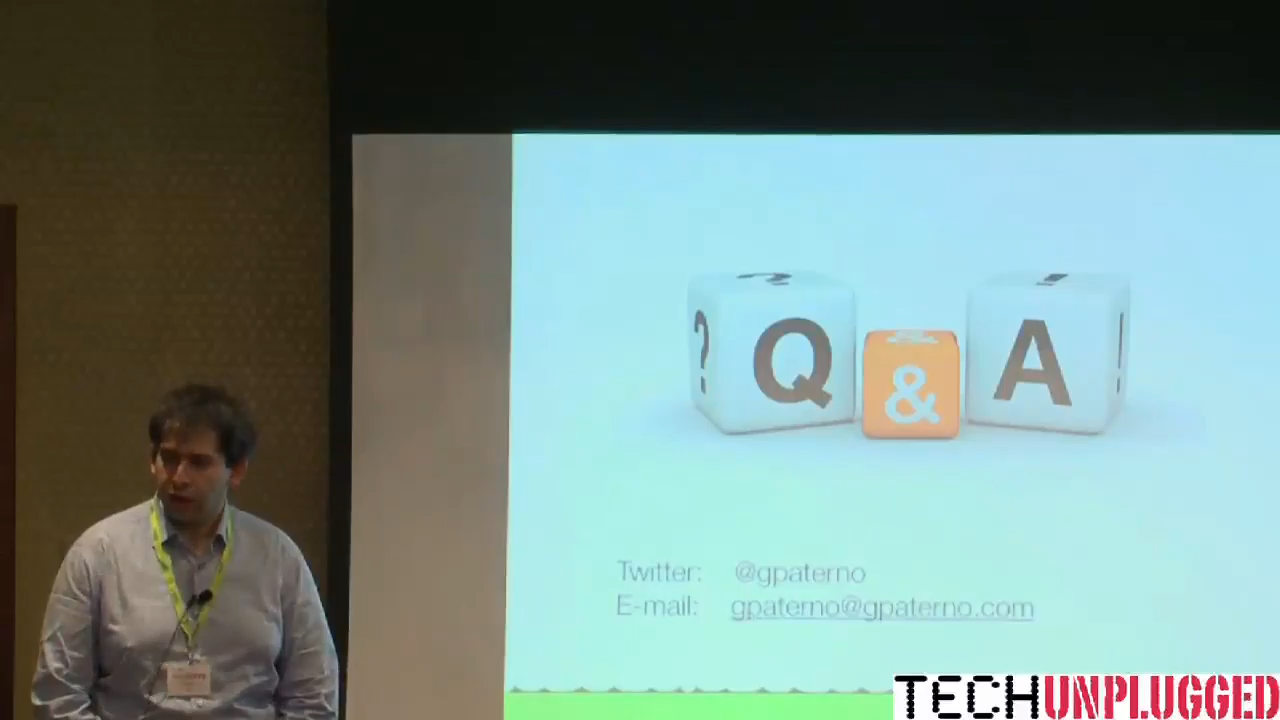 ? Q & A !
Twitter: @gpaterno
E-mail: gpaterno@gpaterno.com
TECHUNPLUGGED